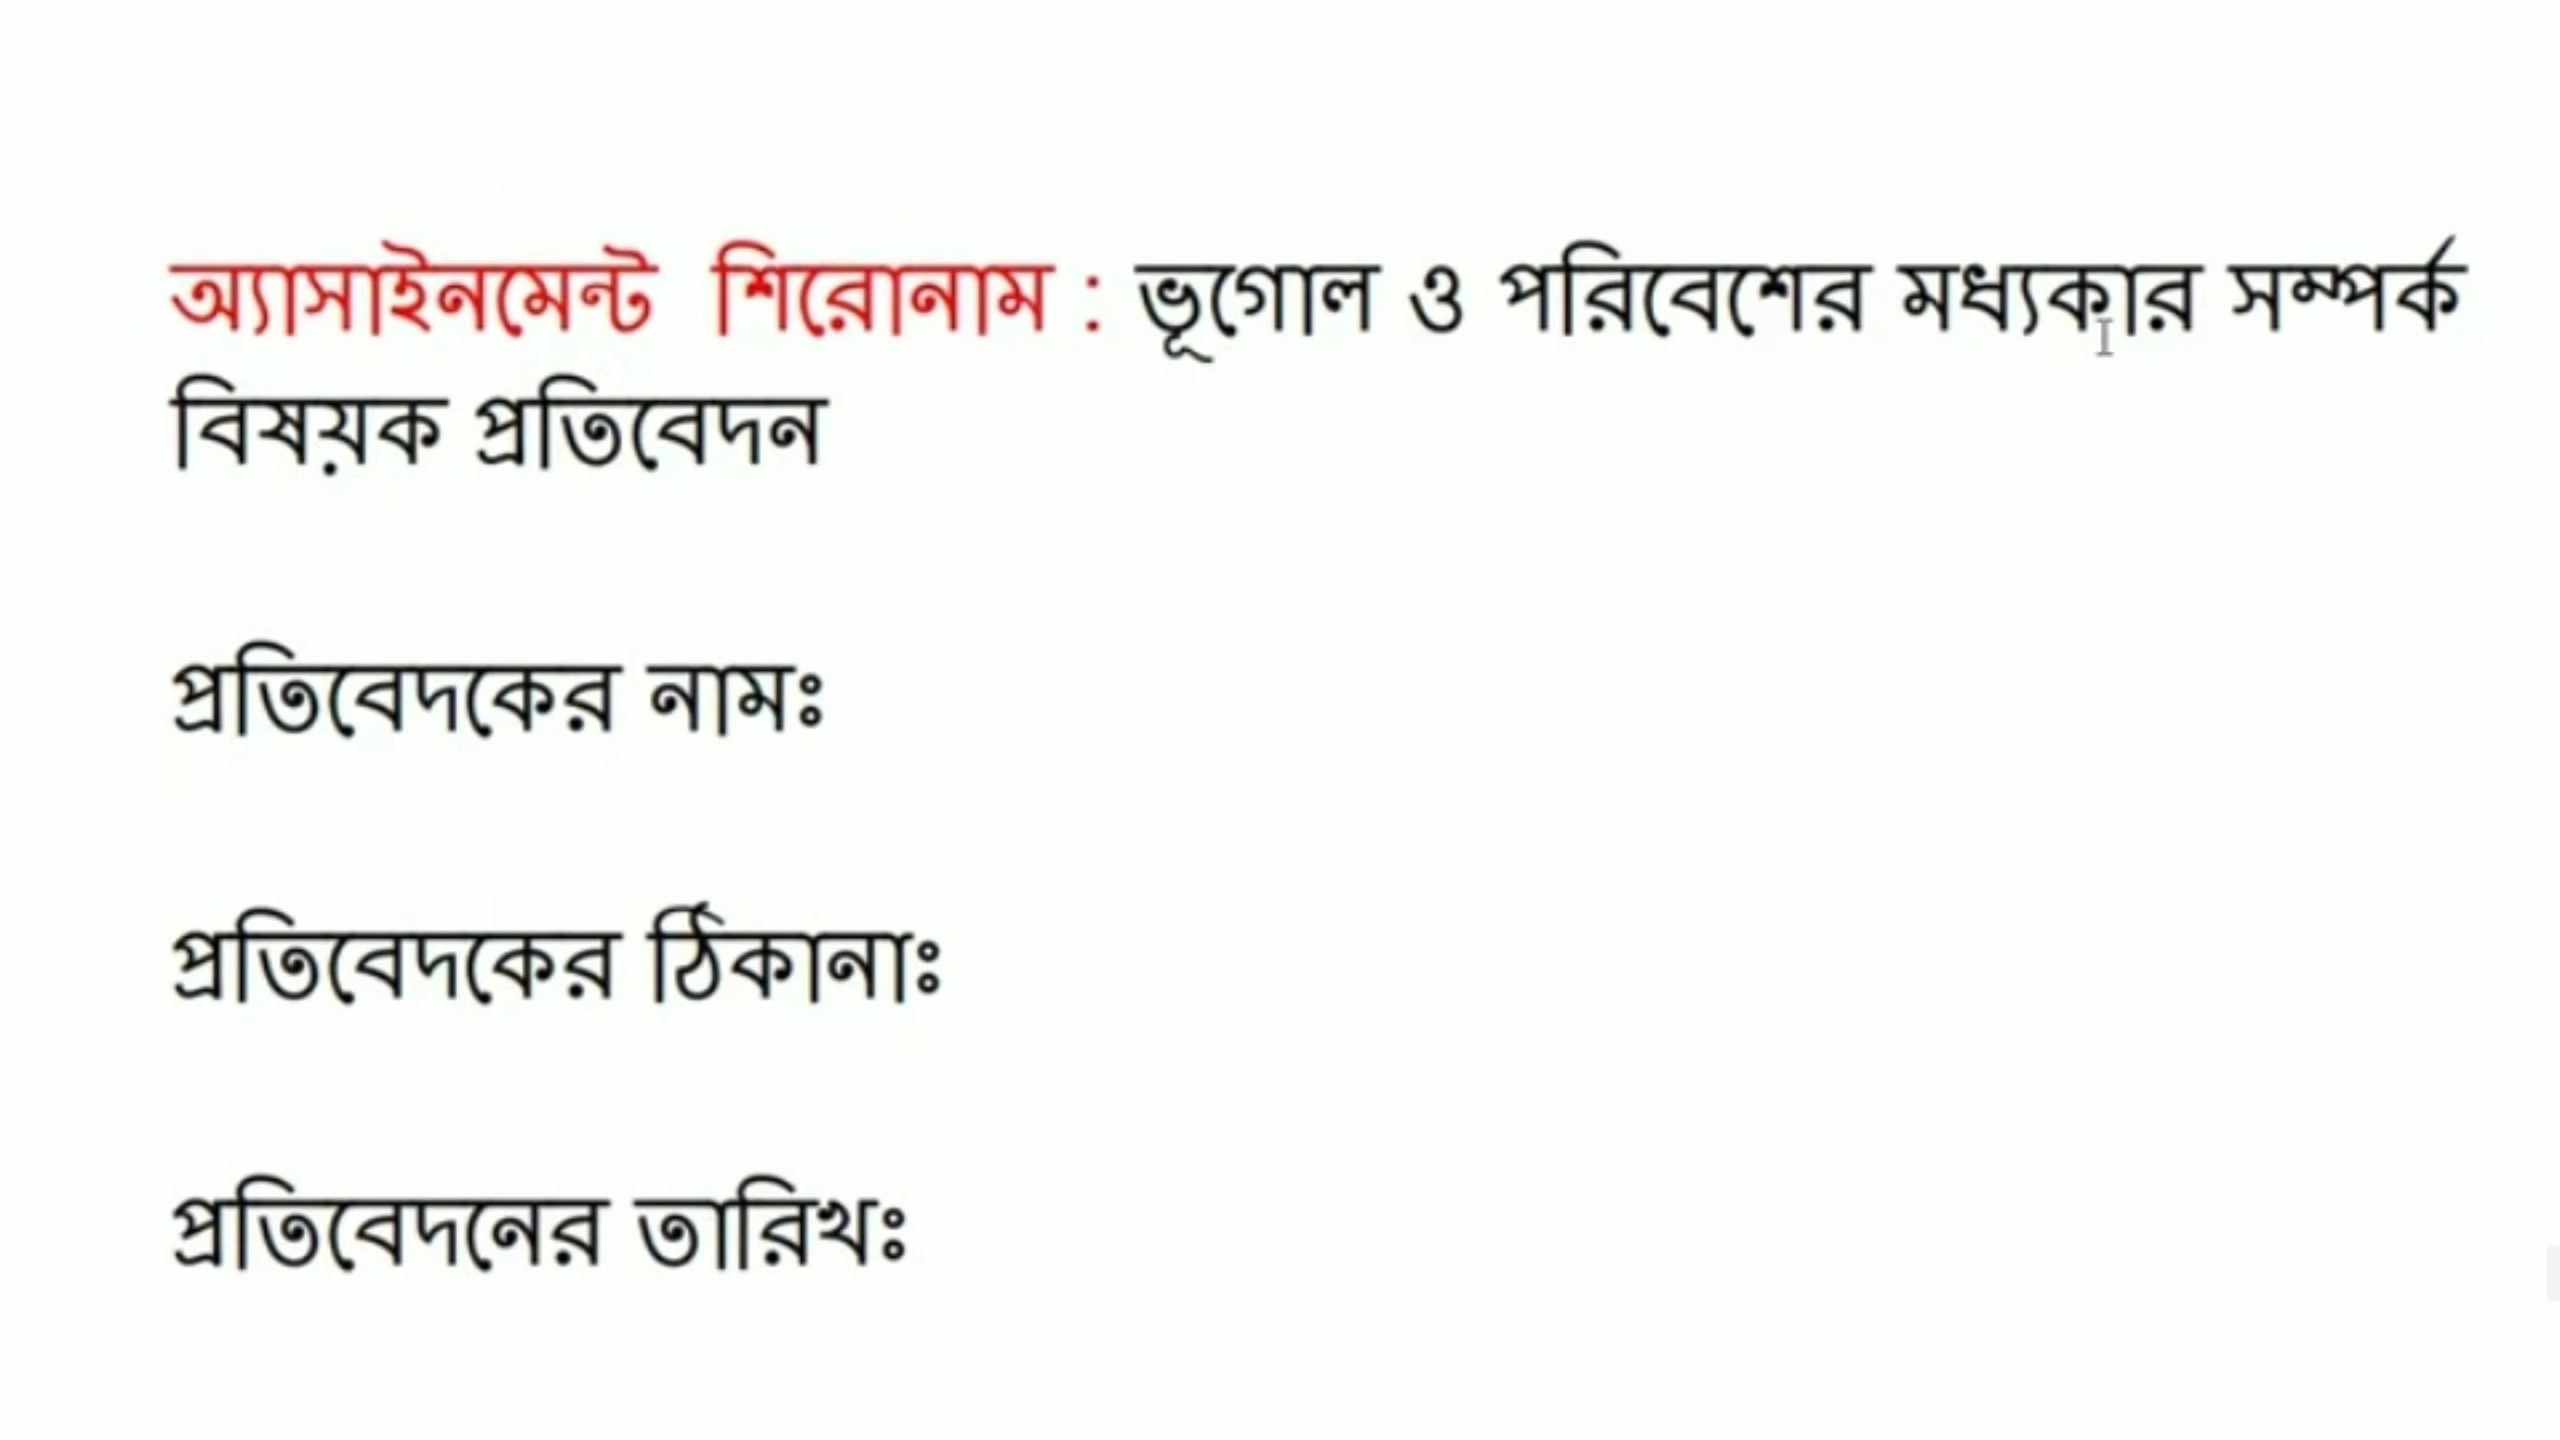 অ্যাসাইনমেন্ট শিরোনাম : ভূগোল ও পরিবেশের মধ্যকার সম্পর্ক
বিষয়ক প্রতিবেদন
প্রতিবেদকের নামঃ
প্রতিবেদকের ঠিকানাঃ
প্রতিবেদনের তারিখঃ